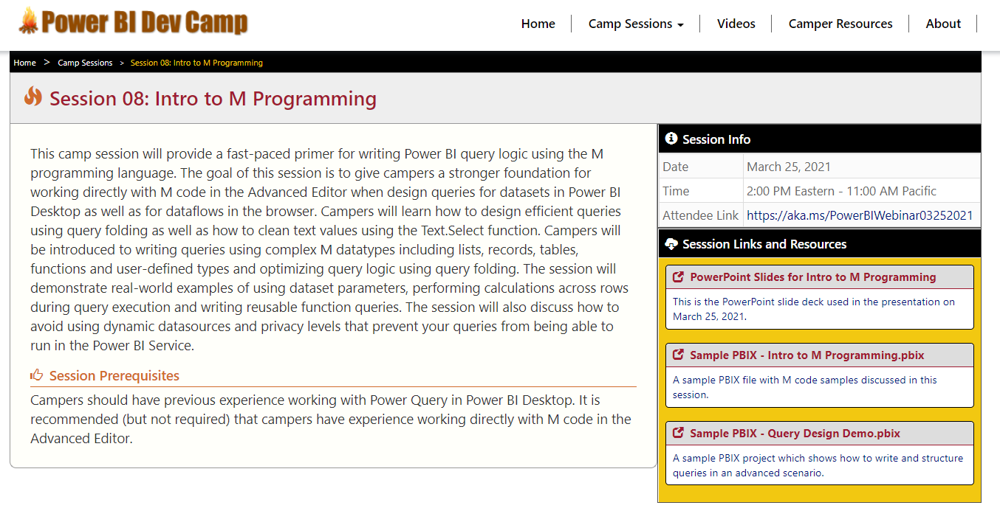 Power BI Dev Camp
Home
Camp Sessions
Videos
Camper Resources
About
Home > Camp Sessions > Session 08: Intro to M Programming
Session 08: Intro to M Programming
This camp session will provide a fast-paced primer for writing Power BI query logic using the M
programming language. The goal of this session is to give campers a stronger foundation for
working directly with M code in the Advanced Editor when design queries for datasets in Power BI
Desktop as well as for dataflows in the browser. Campers will learn how to design efficient queries
using query folding as well as how to clean text values using the Text.Select function. Campers will
be introduced to writing queries using complex M datatypes including lists, records, tables,
functions and user-defined types and optimizing query logic using query folding. The session will
demonstrate real-world examples of using dataset parameters, performing calculations across rows
during query execution and writing reusable function queries. The session will also discuss how to
avoid using dynamic datasources and privacy levels that prevent your queries from being able to
run in the Power BI Service.
Session Prerequisites
Campers should have previous experience working with Power Query in Power BI Desktop. It is
recommended (but not required) that campers have experience working directly with M code in the
Advanced Editor.
Session Info
Date March 25, 2021
Time 2:00 PM Eastern - 11:00 AM Pacific
Attendee Link https://aka.ms/PowerBIWebinar03252021
Sesssion Links and Resources
PowerPoint Slides for Intro to M Programming
This is the PowerPoint slide deck used in the presentation on
March 25, 2021.
Sample PBIX - Intro to M Programming.pbix
A sample PBIX file with M code samples discussed in this
session.
Sample PBIX - Query Design Demo.pbix
A sample PBIX project which shows how to write and structure
queries in an advanced scenario.